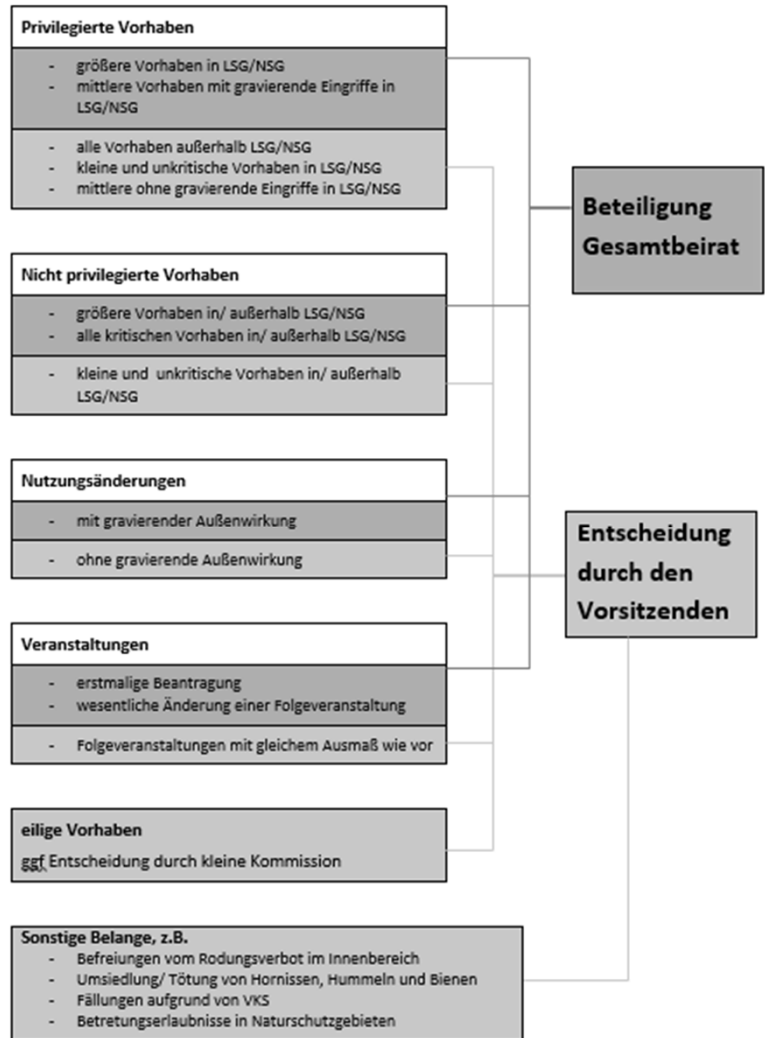 Privilegierte Vorhaben
- größere Vorhaben in LSG/NSG
- mittlere Vorhaben mit gravierende Eingriffe in
LSG/NSG
- alle Vorhaben außerhalb LSG/NSG
- kleine und unkritische Vorhaben in LSG/NSG
- mittlere ohne gravierende Eingriffe in LSG/NSG
Beteiligung
Gesamtbeirat
Nicht privilegierte Vorhaben
- größere Vorhaben in/ außerhalb LSG/NSG
- alle kritischen Vorhaben in/ außerhalb LSG/NSG
- kleine und unkritische Vorhaben in/ außerhalb
LSG/NSG
Nutzungsänderungen
- mit gravierender Außenwirkung
- ohne gravierende Außenwirkung
Entscheidung
durch den
Vorsitzenden
Veranstaltungen
- erstmalige Beantragung
- wesentliche Änderung einer Folgeveranstaltung
- Folgeveranstaltungen mit gleichem Ausmaß wie vor
eilige Vorhaben
ggf Entscheidung durch kleine Kommission
Sonstige Belange, z.B.
- Befreiungen vom Rodungsverbot im Innenbereich
- Umsiedlung/ Tötung von Hornissen, Hummeln und Bienen
- Fällungen aufgrund von VKS
- Betretungserlaubnisse in Naturschutzgebieten